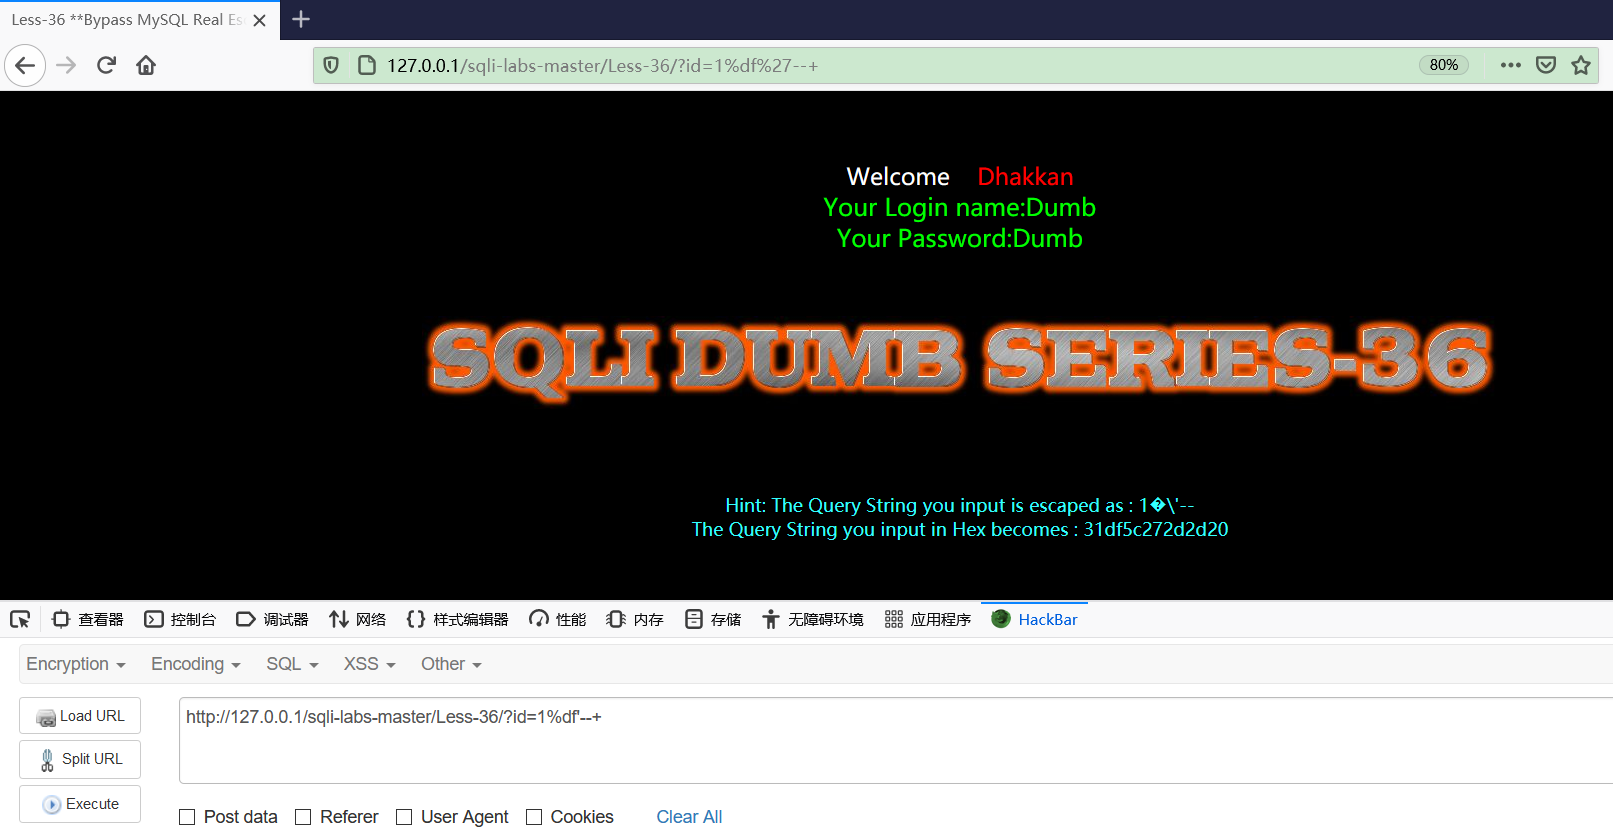 Less-36 **Bypass MySQL Real Es
127.0.0.1/sqli-labs-master/Less-36/?id=1%df%27--+
80%
Welcome Dhakkan
Your Login name:Dumb
Your Password:Dumb
SQLI DUMB SERIES-36
Hint: The Query String you input is escaped as : 1�\'--
The Query String you input in Hex becomes : 31df5c272d2d20
查看器 控制台 调试器 网络 样式编辑器 性能 内存 存储 无障碍环境 应用程序 HackBar
Encryption Encoding SQL XSS Other
Load URL
http://127.0.0.1/sqli-labs-master/Less-36/?id=1%df'--+
Split URL
Execute
Post data Referer User Agent Cookies Clear All